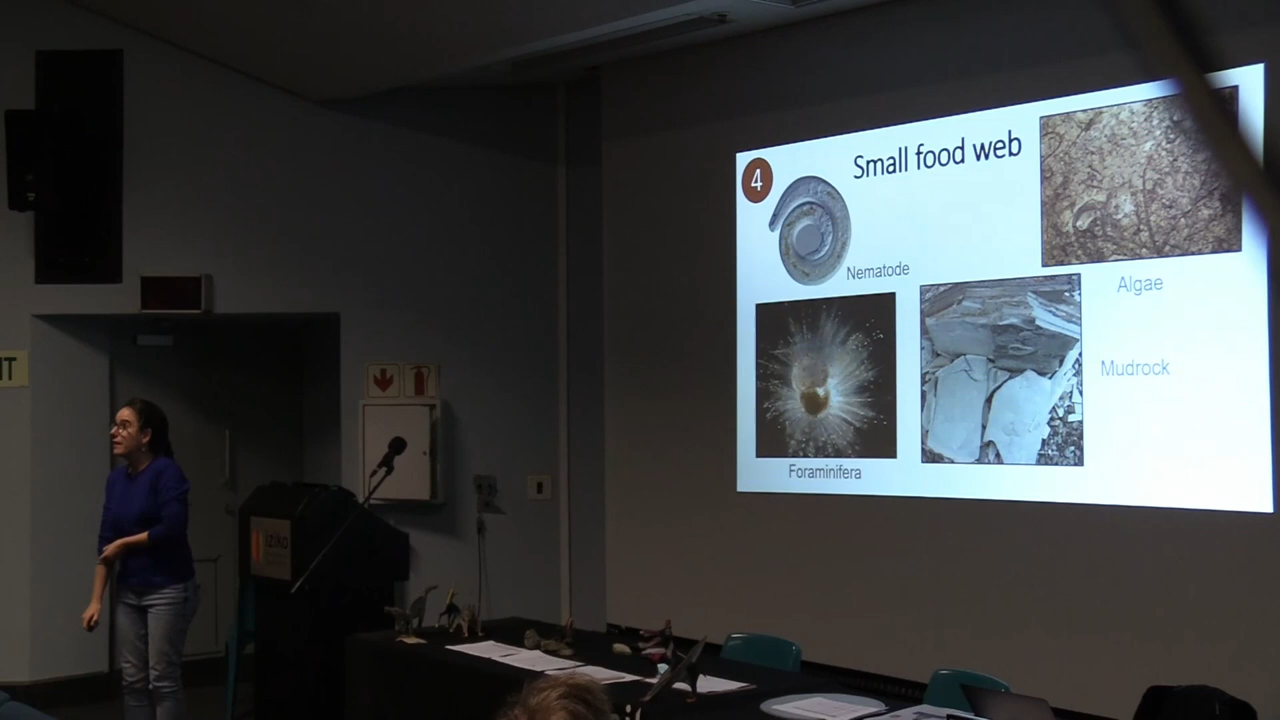 4
Small food web
Nematode
Algae
Mudrock
Foraminifera
IT
iziko